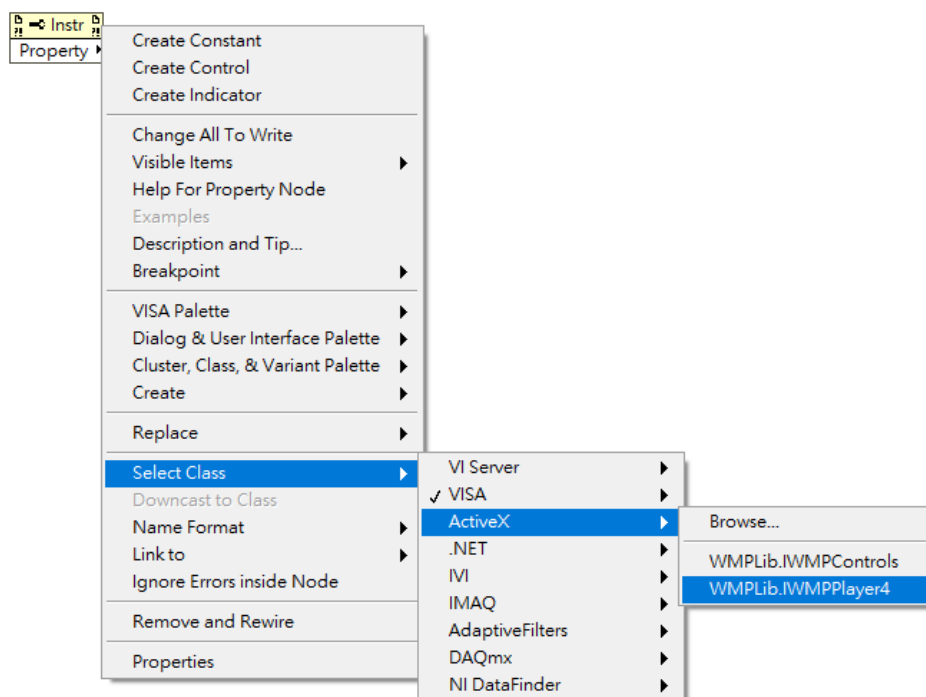 Instr
Property
Create Constant
Create Control
Create Indicator
Change All To Write
Visible Items
Help For Property Node
Examples
Description and Tip...
Breakpoint
VISA Palette
Dialog & User Interface Palette
Cluster, Class, & Variant Palette
Create
Replace
Select Class
Downcast to Class
Name Format
Link to
Ignore Errors inside Node
Remove and Rewire
Properties
VI Server
VISA
ActiveX
.NET
IVI
IMAQ
AdaptiveFilters
DAQmx
NI DataFinder
Browse...
WMPLib.IWMPControls
WMPLib.IWMPPlayer4